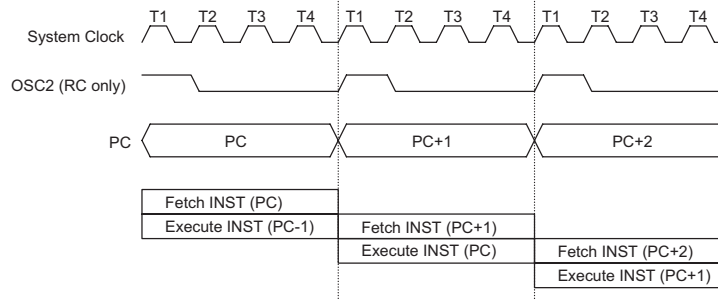 T1 T2 T3 T4 T1 T2 T3 T4 T1 T2 T3 T4
System Clock
OSC2 (RC only)
PC PC PC+1 PC+2
Fetch INST (PC)
Execute INST (PC-1) Fetch INST (PC+1)
Execute INST (PC) Fetch INST (PC+2)
Execute INST (PC+1)